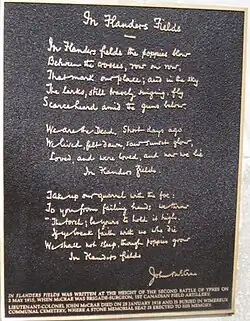 In Flanders Fields
In Flanders fields the poppies blow
Between the crosses, row on row,
That mark our place; and in the sky
The larks, still bravely singing, fly
Scarce heard amid the guns below.
We are the Dead. Short days ago
We lived, felt dawn, saw sunset glow,
Loved, and were loved, and now we lie
In Flanders fields
Take up our quarrel with the foe
To you from failing hands we throw
The torch; be yours to hold it high.
If ye break faith with us who die
We shall not sleep though poppies grow
In Flanders fields
John McCrae
IN FLANDERS FIELDS WAS WRITTEN AT THE HEIGHT OF THE SECOND BATTLE OF YPRES ON
3 MAY 1915, WHEN McCRAE WAS BRIGADE-SURGEON, 1ST CANADIAN FIELD ARTILLERY.
LIEUTENANT-COLONEL JOHN McCRAE DIED ON 28 JANUARY 1918 AND IS BURIED IN WIMEREUX
COMMUNAL CEMETERY, WHERE A STONE MEMORIAL SEAT IS ERECTED TO HIS MEMORY.